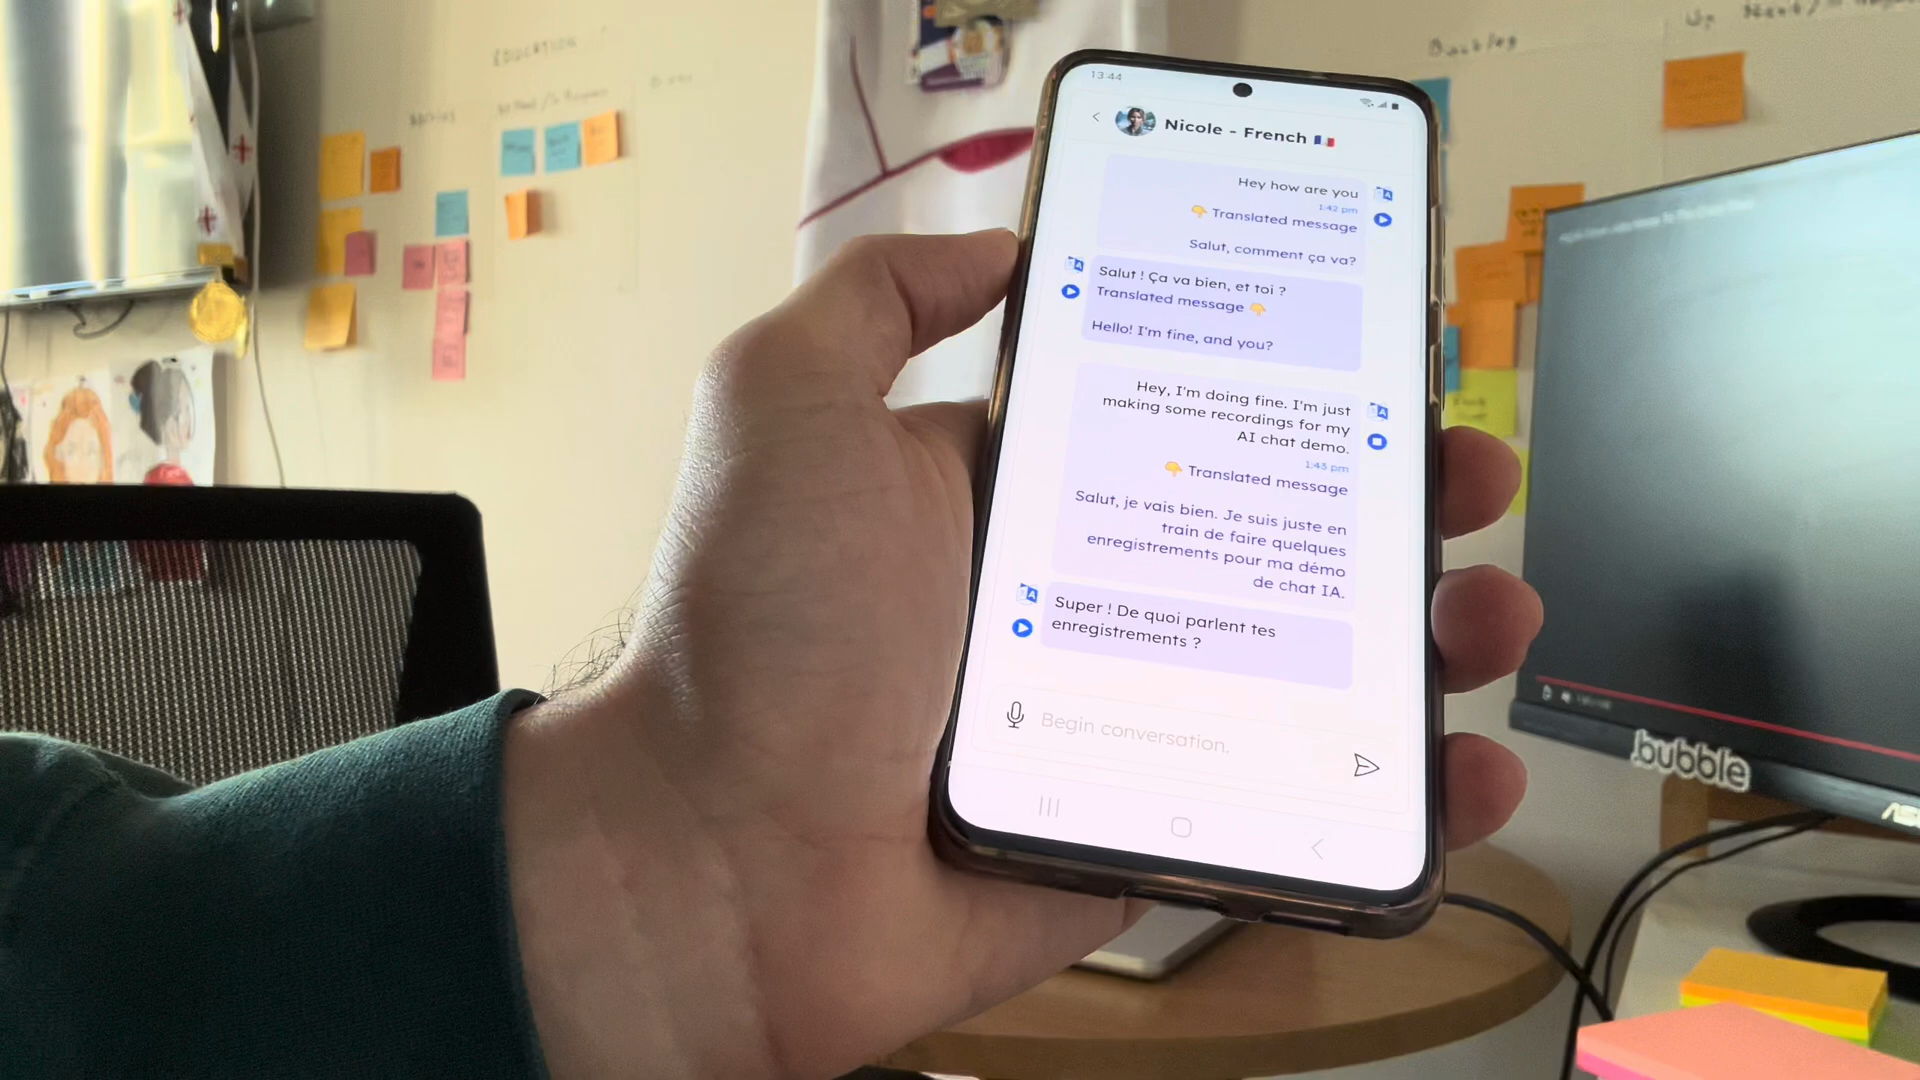 EDUCATION
Backlog
13:44
Nicole - French
Hey how are you
1:42 pm
Translated message
Salut, comment ça va?
Salut ! Ça va bien, et toi ?
Translated message
Hello! I'm fine, and you?
Hey, I'm doing fine. I'm just
making some recordings for my
AI chat demo.
1:43 pm
Translated message
Salut, je vais bien. Je suis juste en
train de faire quelques
enregistrements pour ma démo
de chat IA.
Super ! De quoi parlent tes
enregistrements ?
Begin conversation.
.bubble